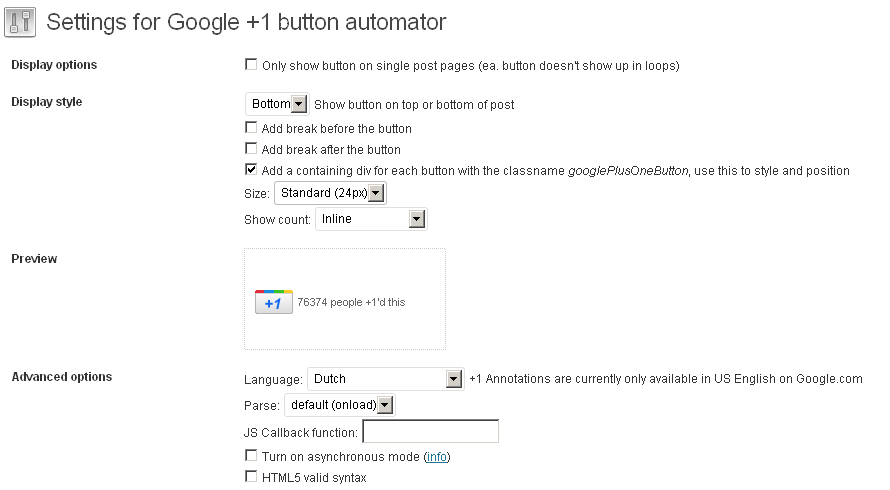 Settings for Google +1 button automator
Display options
Only show button on single post pages (ea. button doesn't show up in loops)
Display style
Bottom Show button on top or bottom of post
Add break before the button
Add break after the button
Add a containing div for each button with the classname googlePlusOneButton, use this to style and position
Size: Standard (24px)
Show count: Inline
Preview
+1 76374 people +1'd this
Advanced options
Language: Dutch +1 Annotations are currently only available in US English on Google.com
Parse: default (onload)
JS Callback function:
Turn on asynchronous mode (info)
HTML5 valid syntax